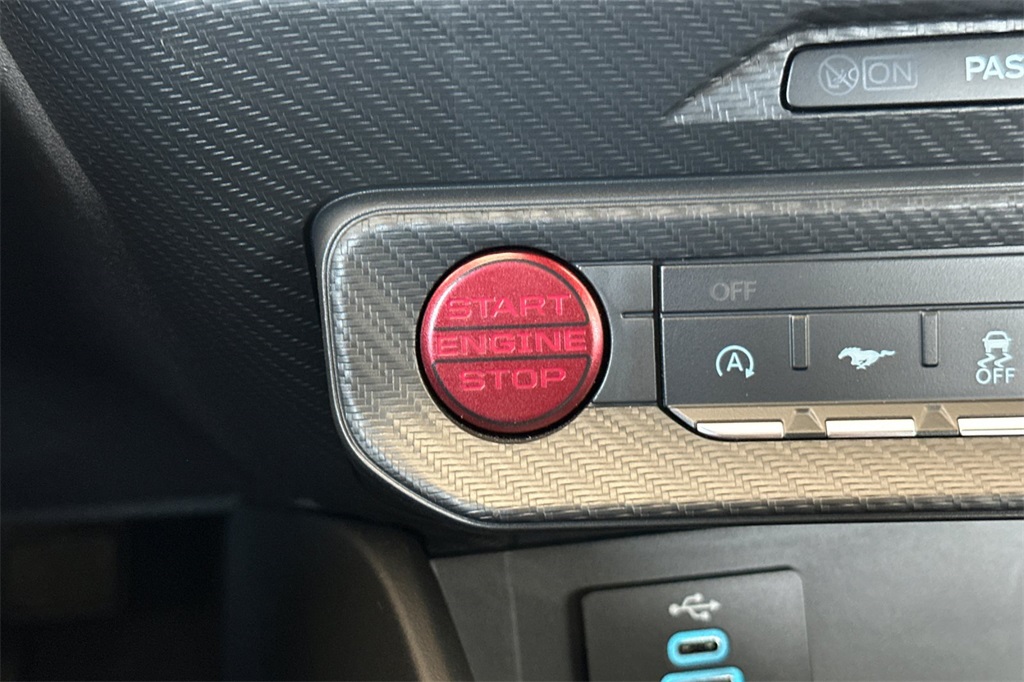 ON PAS
START
ENGINE
STOP
OFF
A
OFF